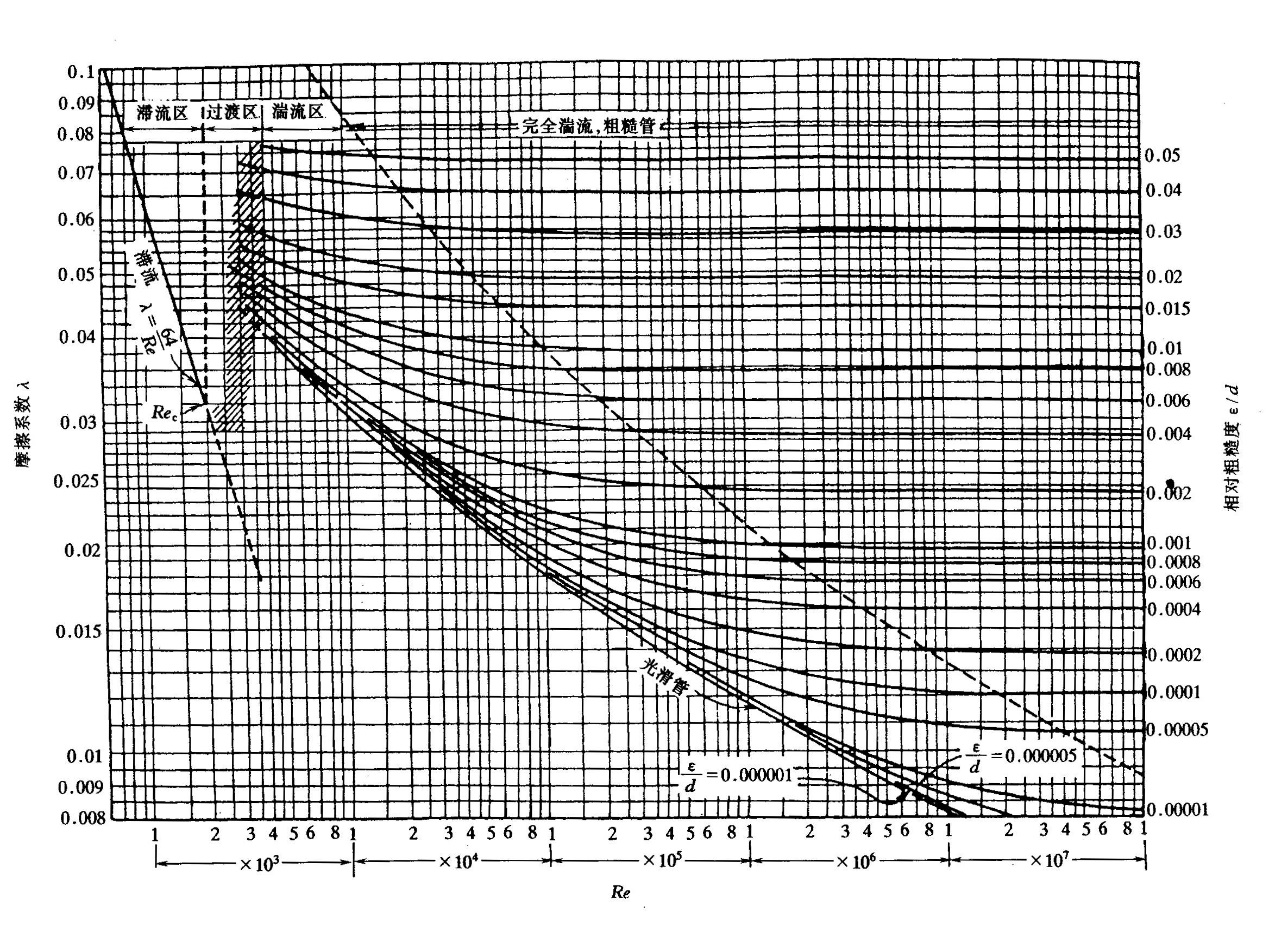 0.1
0.09
0.08
0.07
0.06
0.05
0.04
0.03
0.025
0.02
0.015
0.01
0.009
0.008
摩擦系数 λ
滞流区 过渡区 湍流区
完全湍流,粗糙管
滞流 λ=64/Re
Rec
光滑管
ε/d=0.000001
ε/d=0.000005
0.05
0.04
0.03
0.02
0.015
0.01
0.008
0.006
0.004
0.002
0.001
0.0008
0.0006
0.0004
0.0002
0.0001
0.00005
0.00001
相对粗糙度 ε/d
1 2 3 4 5 6 8 1 2 3 4 5 6 8 1 2 3 4 5 6 8 1 2 3 4 5 6 8 1 2 3 4 5 6 8 1
×10³ ×10⁴ ×10⁵ ×10⁶ ×10⁷
Re